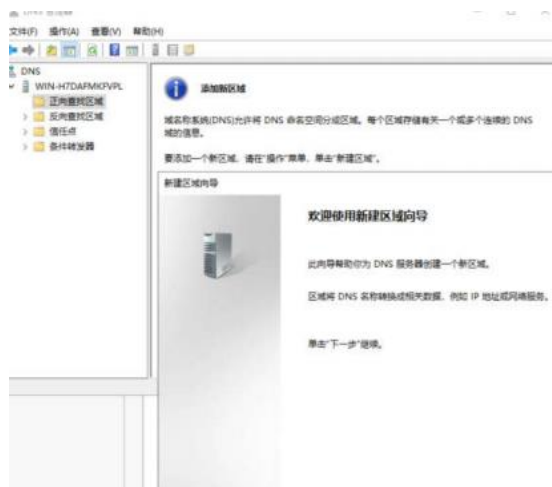 DNS 管理器
文件(F) 操作(A) 查看(V) 帮助(H)
DNS
WIN-H7DAFMKFVPL
正向查找区域
反向查找区域
信任点
条件转发器
添加新区域
域名称系统(DNS)允许将 DNS 命名空间分成区域。每个区域存储有关一个或多个连续的 DNS
域的信息。
要添加一个新区域，请在"操作"菜单，单击"新建区域"。
新建区域向导
欢迎使用新建区域向导
此向导帮助你为 DNS 服务器创建一个新区域。
区域将 DNS 名称转换成相关数据，例如 IP 地址或网络服务。
单击"下一步"继续。